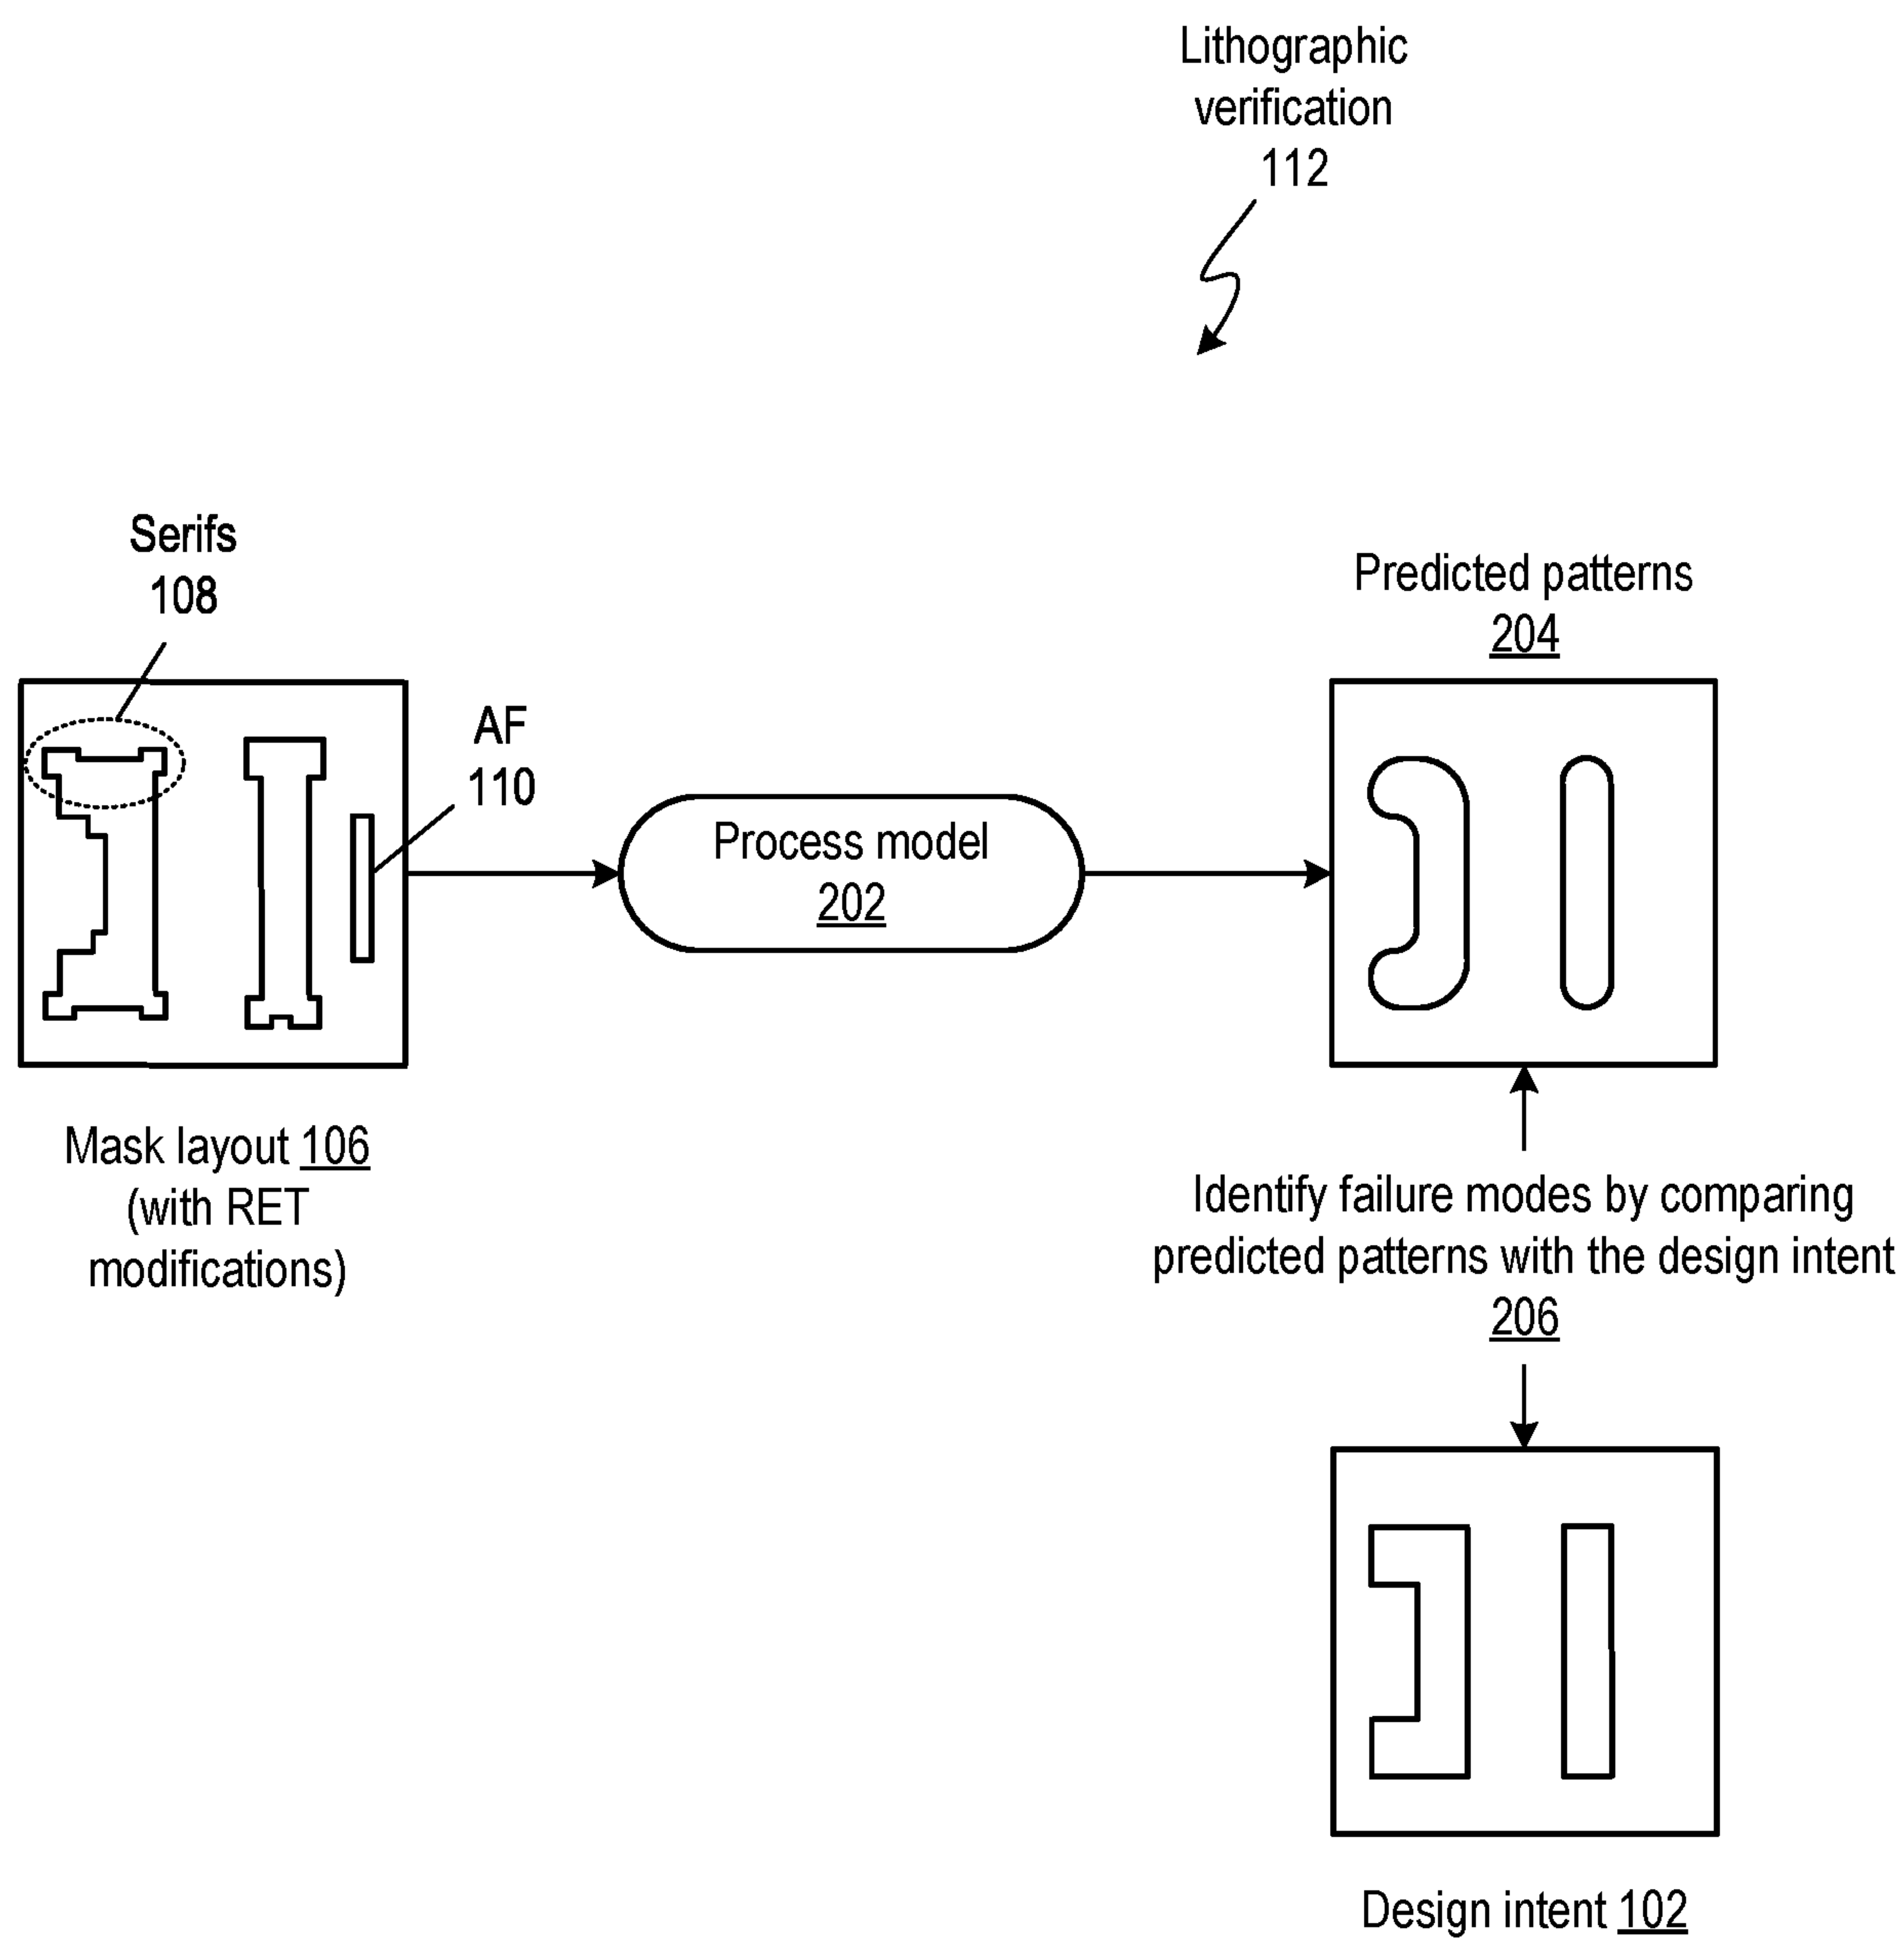 Lithographic
verification
112
Serifs
108
AF
110
Predicted patterns
204
Process model
202
Mask layout 106
(with RET
modifications)
Identify failure modes by comparing
predicted patterns with the design intent
206
Design intent 102